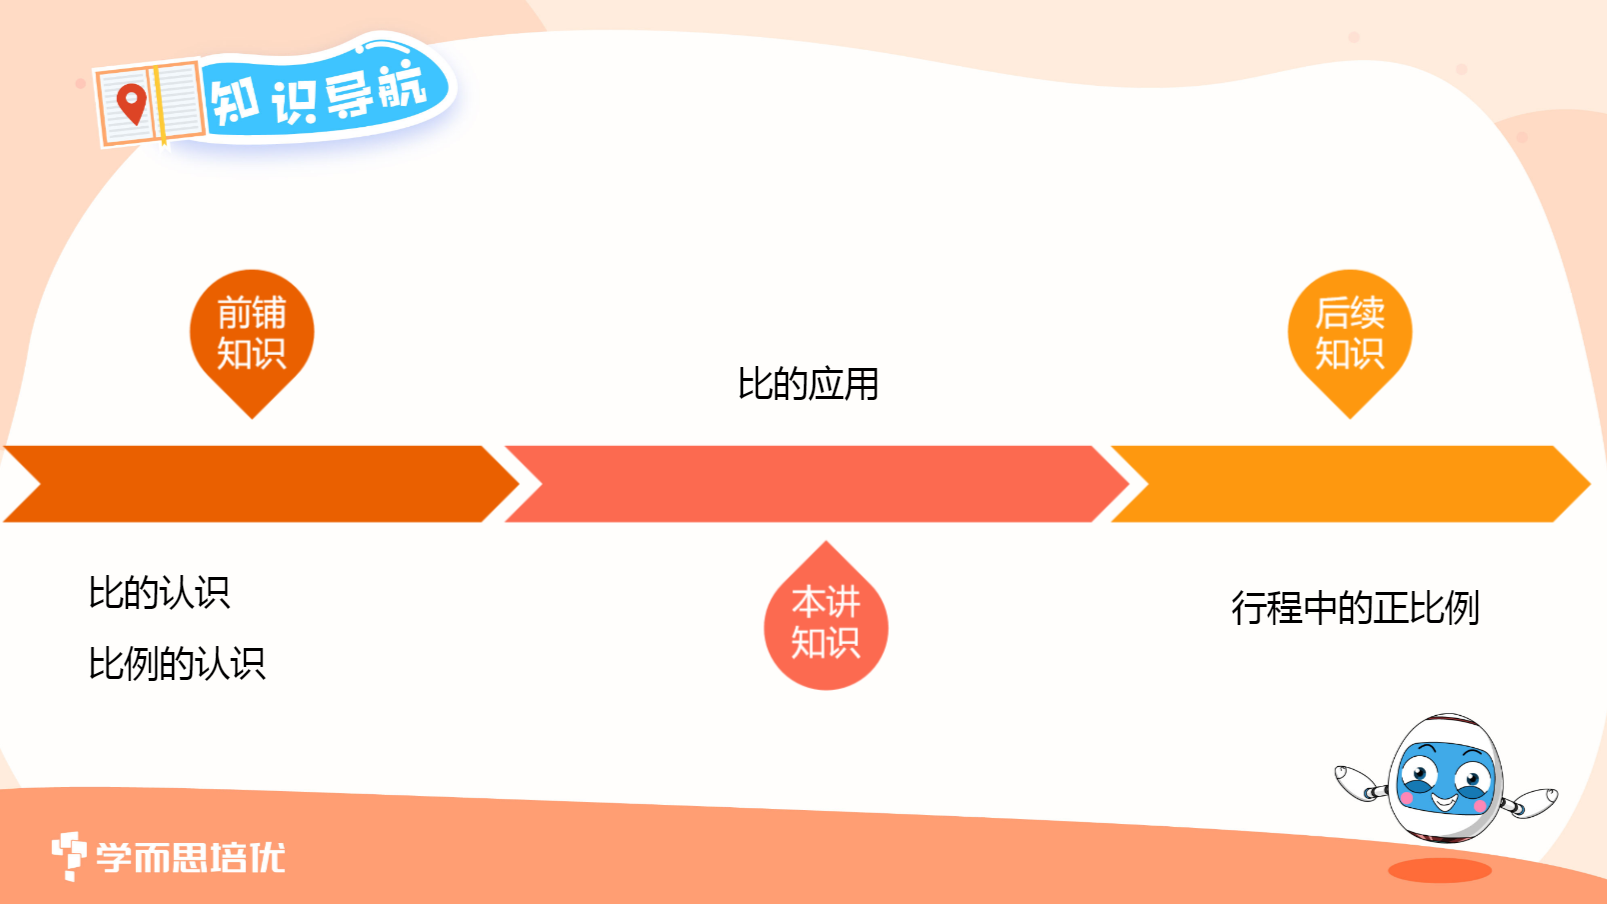 知识导航
前铺
知识
后续
知识
比的应用
比的认识
比例的认识
本讲
知识
行程中的正比例
学而思培优